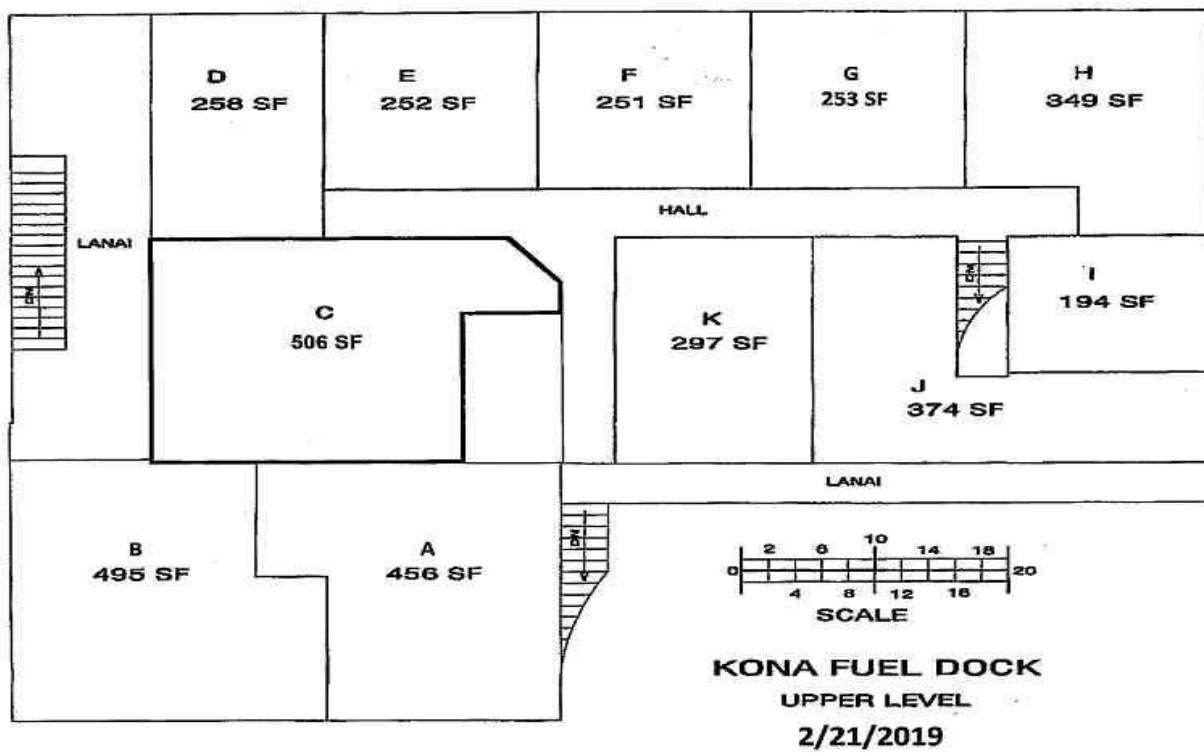 D
258 SF
E
252 SF
F
251 SF
G
253 SF
H
349 SF
HALL
LANAI
DN
C
506 SF
K
297 SF
DN
I
194 SF
J
374 SF
LANAI
B
495 SF
A
456 SF
DN
2 6 10 14 18
0 20
4 8 12 16
SCALE
KONA FUEL DOCK
UPPER LEVEL
2/21/2019